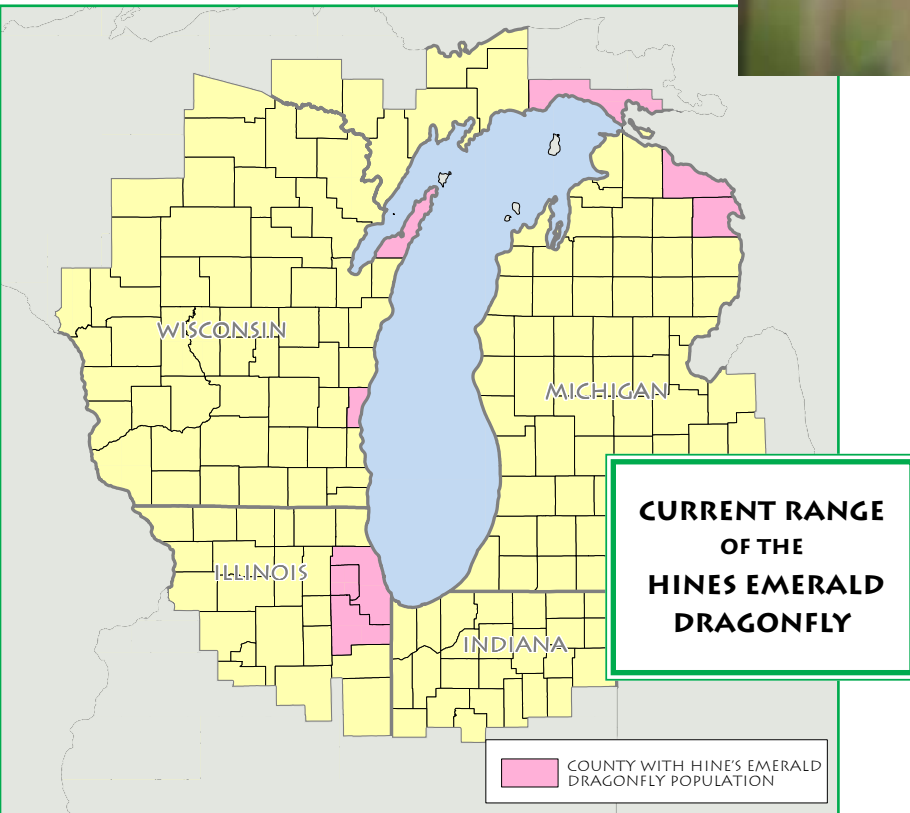 WISCONSIN
MICHIGAN
ILLINOIS
INDIANA
CURRENT RANGE
OF THE
HINES EMERALD
DRAGONFLY
COUNTY WITH HINE'S EMERALD
DRAGONFLY POPULATION